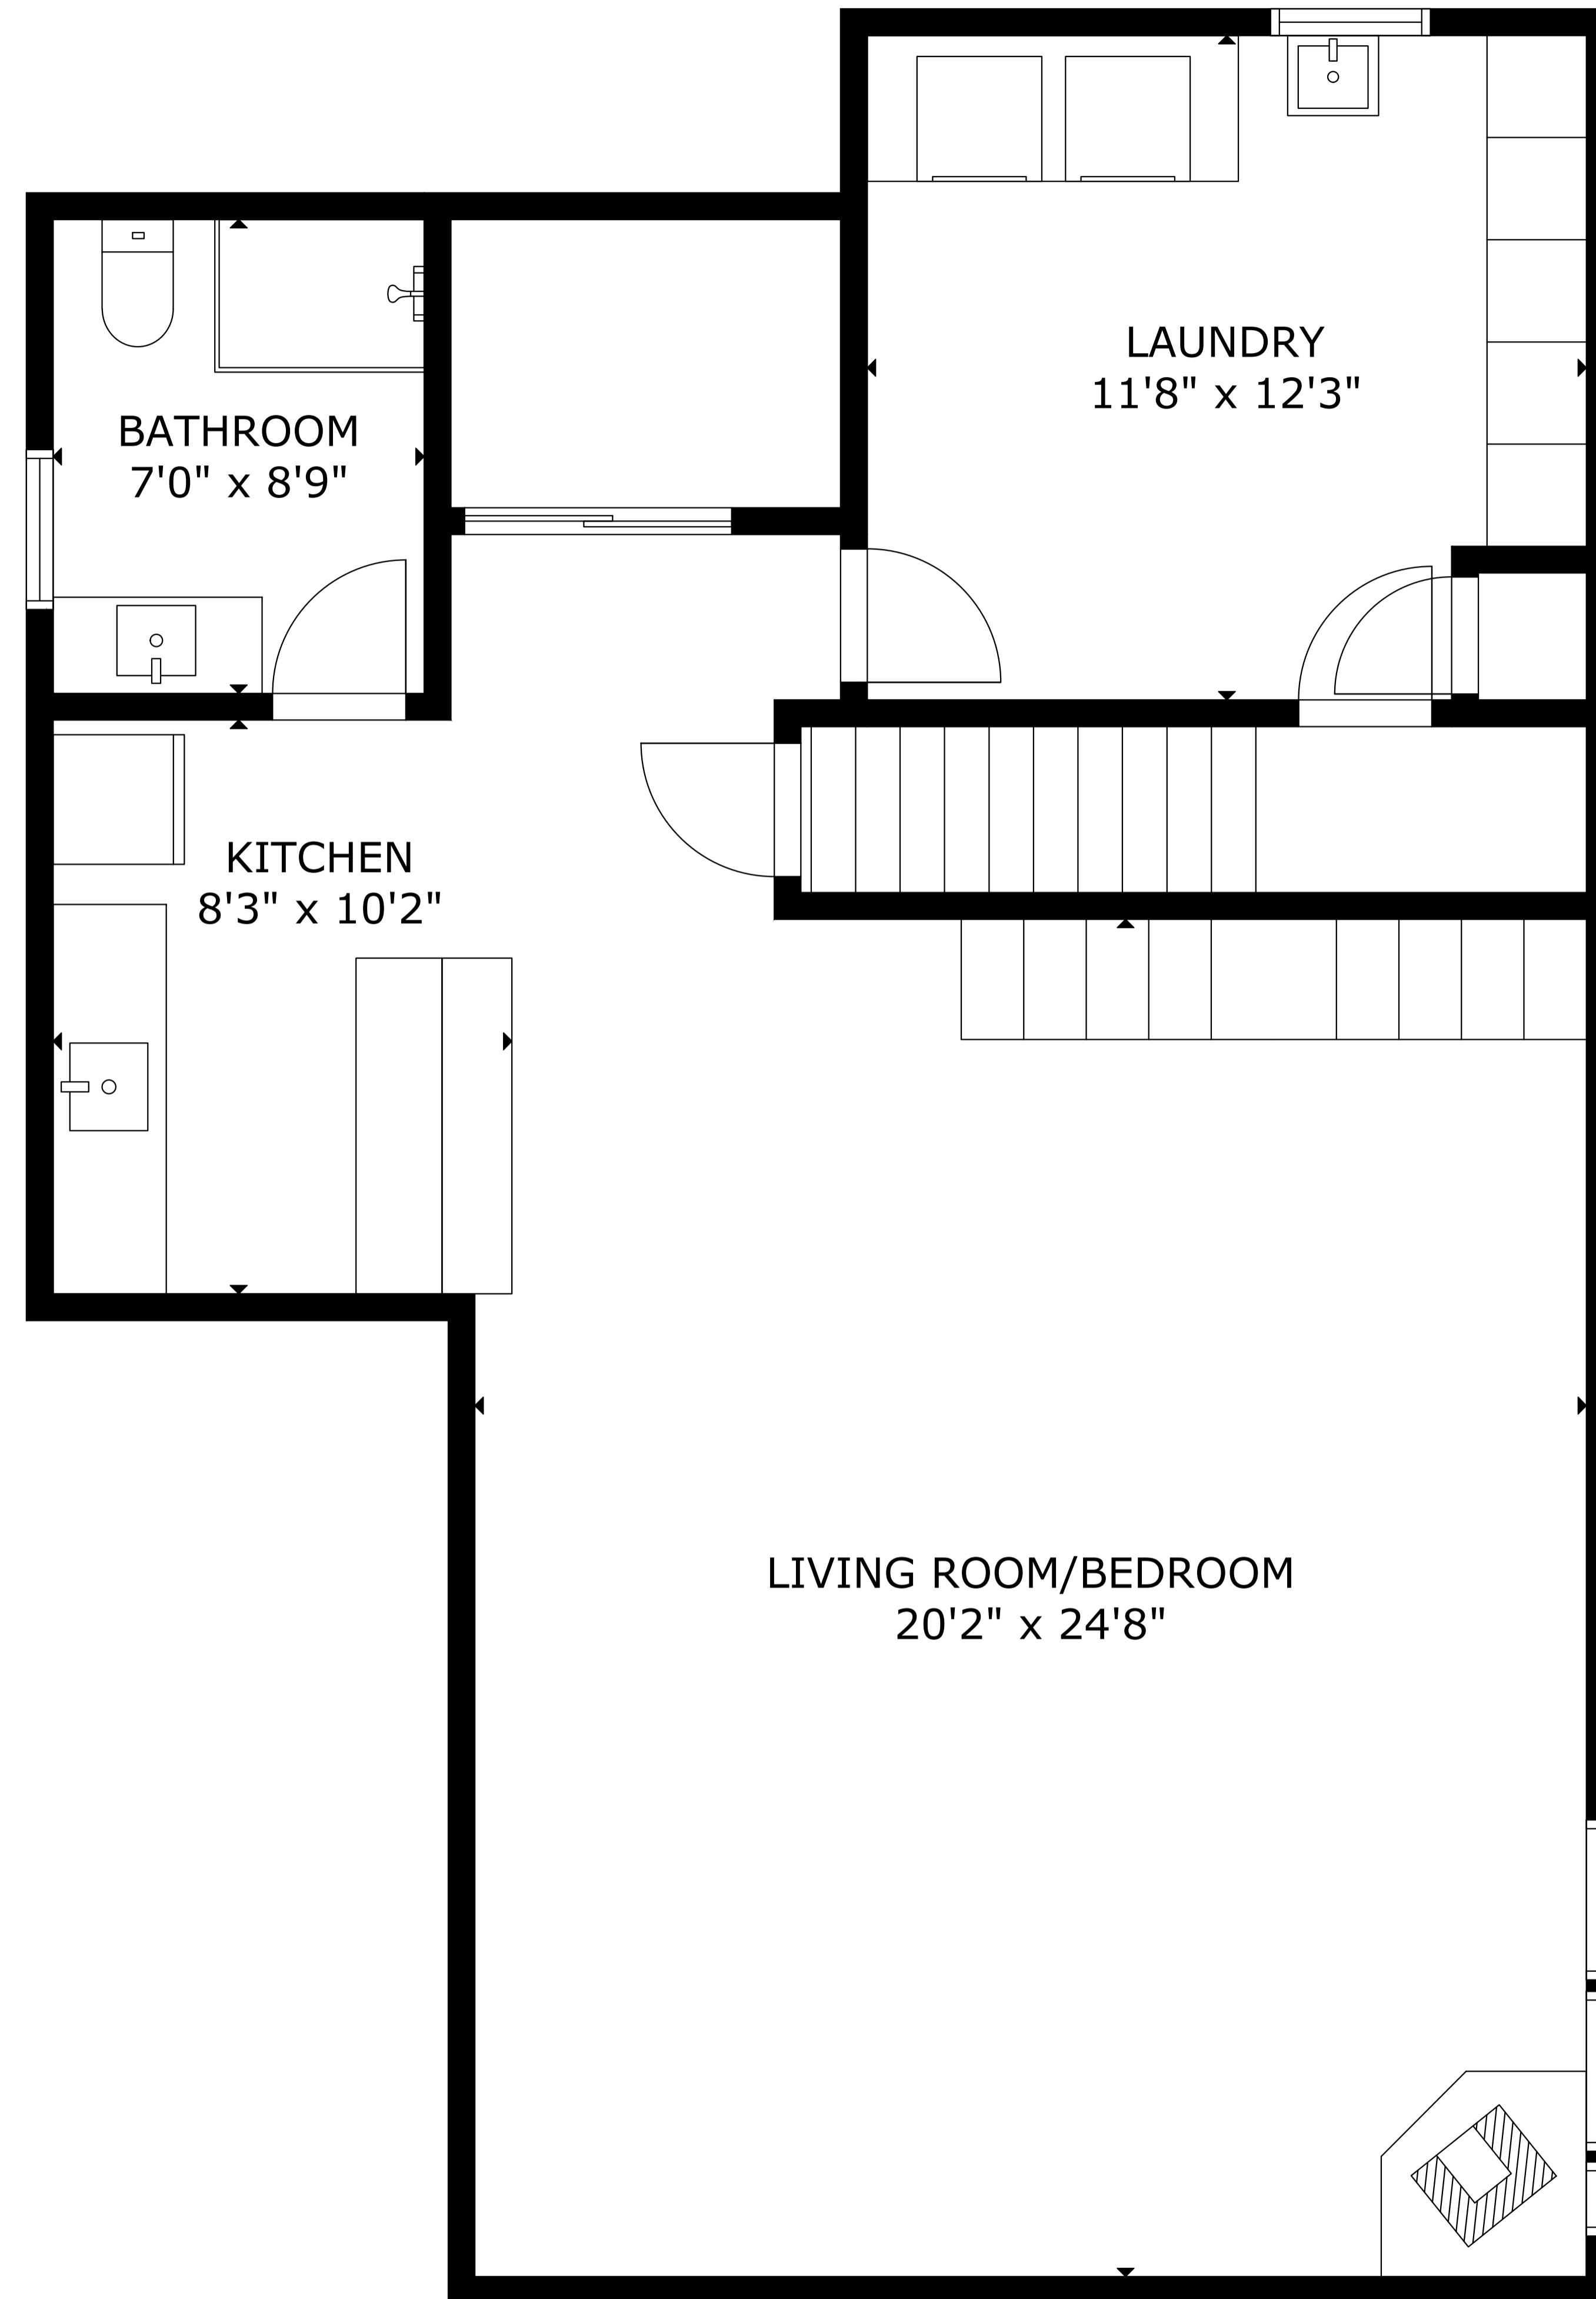 LAUNDRY
11'8" x 12'3"
BATHROOM
7'0" x 8'9"
KITCHEN
8'3" x 10'2"
LIVING ROOM/BEDROOM
20'2" x 24'8"